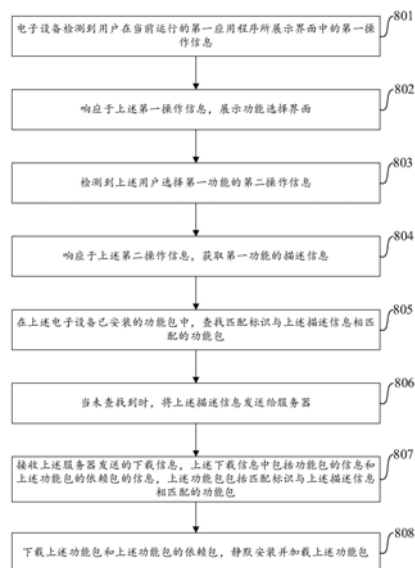 801
电子设备检测到用户在当前运行的第一应用程序所展示界面中的第一操
作信息
802
响应于上述第一操作信息，展示功能选择界面
803
检测到上述用户选择第一功能的第二操作信息
804
响应于上述第二操作信息，获取第一功能的描述信息
805
在上述电子设备已安装的功能包中，查找匹配标识与上述描述信息相匹
配的功能包
806
当未查找到时，将上述描述信息发送给服务器
807
接收上述服务器发送的下载信息，上述下载信息中包括功能包的信息和
上述功能包的依赖包的信息，上述功能包包括匹配标识与上述描述信息
相匹配的功能包
808
下载上述功能包和上述功能包的依赖包，静默安装并加载上述功能包